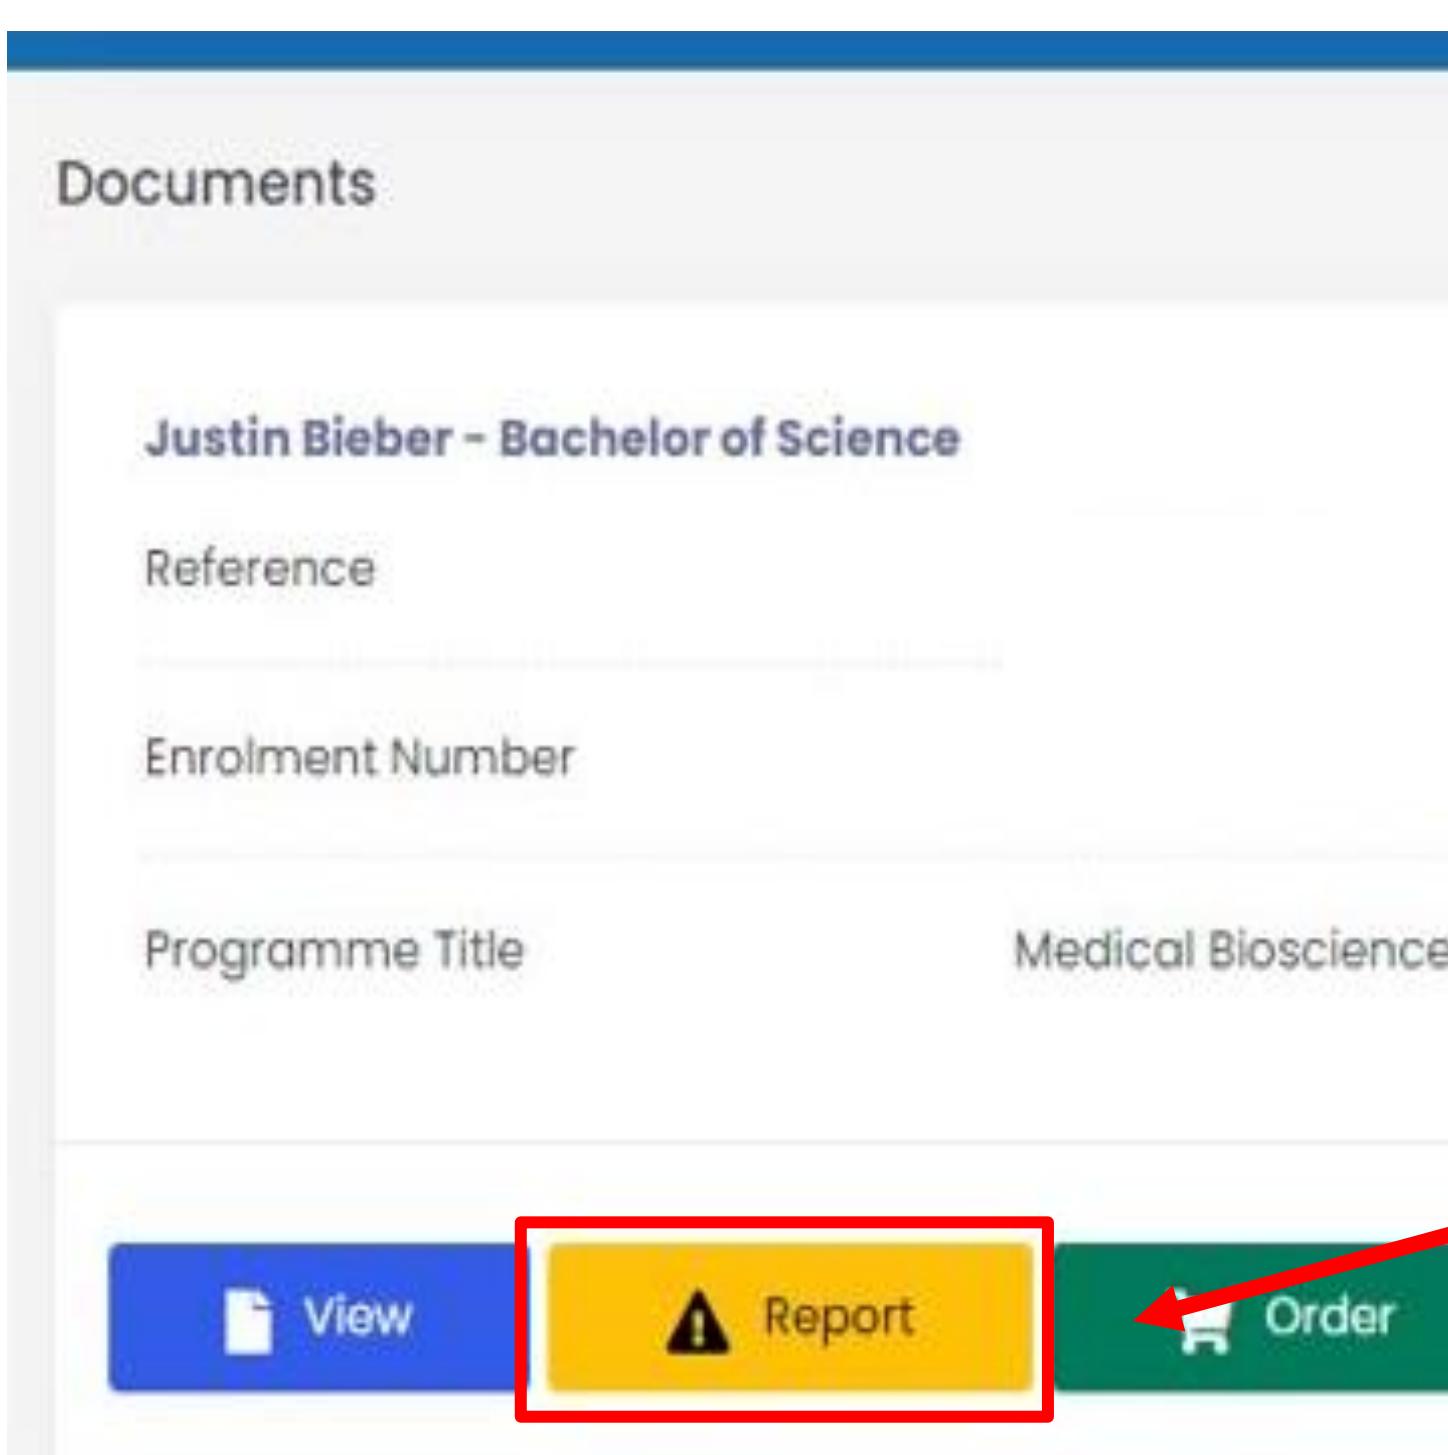 Documents
Justin Bieber - Bachelor of Science
Reference
Enrolment Number
Programme Title Medical Bioscience
View Report Order